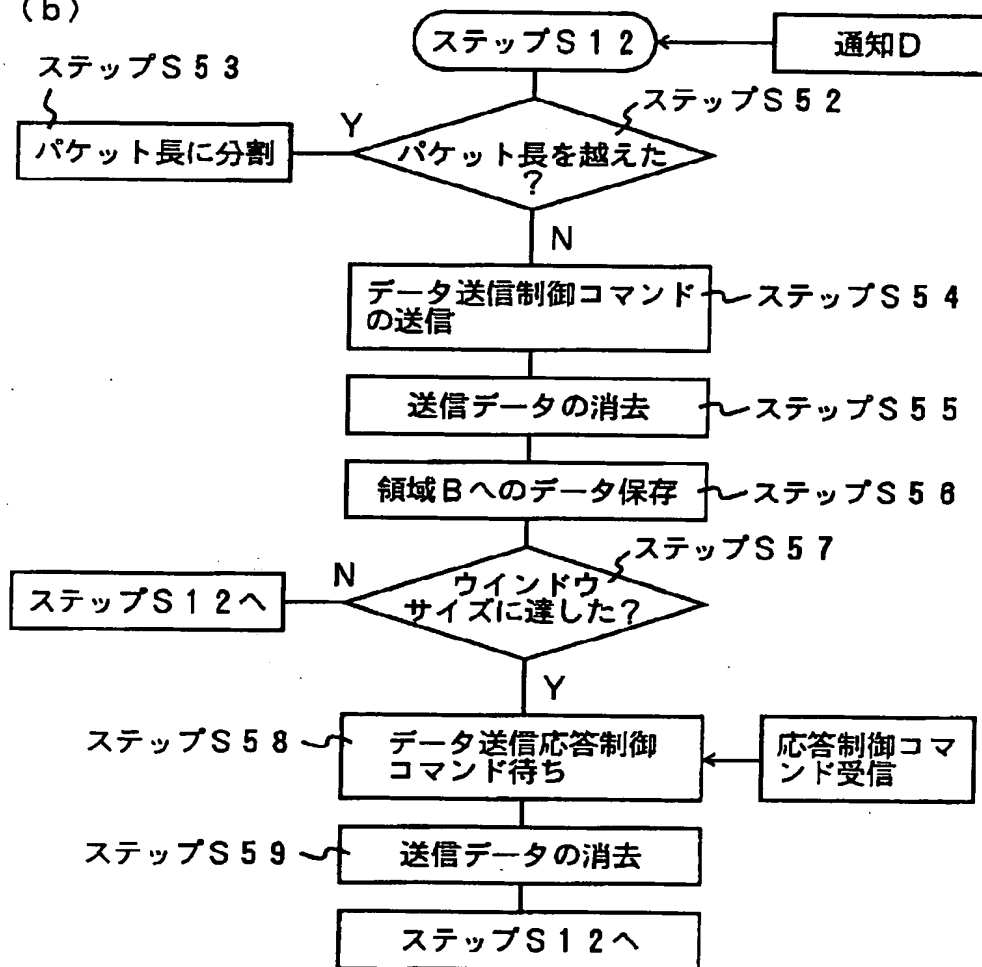 (b)
ステップS12
通知D
ステップS53
ステップS52
Y
パケット長に分割
パケット長を越えた
?
N
データ送信制御コマンド
の送信
ステップS54
送信データの消去
ステップS55
領域Bへのデータ保存
ステップS56
ステップS57
N
ウインドウ
サイズに達した?
ステップS12へ
Y
ステップS58
データ送信応答制御
コマンド待ち
応答制御コマ
ンド受信
ステップS59
送信データの消去
ステップS12へ